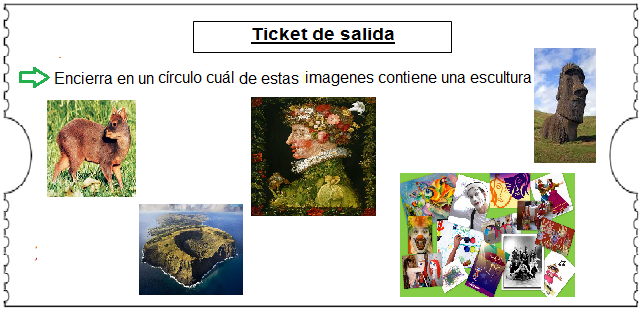 Ticket de salida
Encierra en un círculo cuál de estas imagenes contiene una escultura